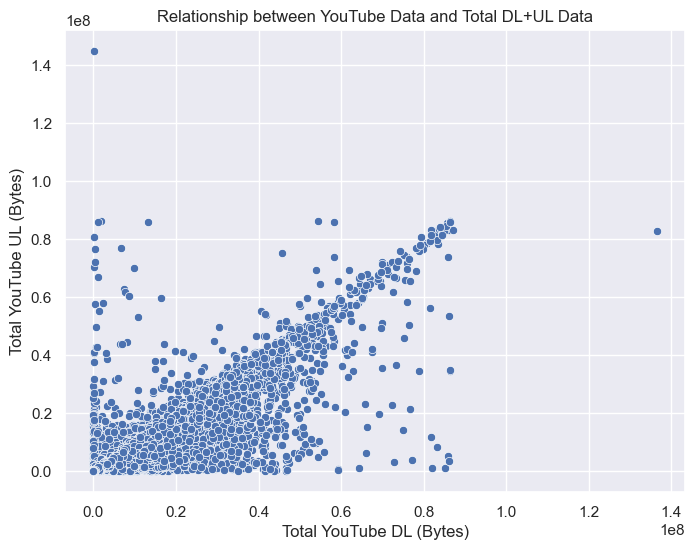 Relationship between YouTube Data and Total DL+UL Data
1e8
1.4
1.2
1.0
0.8
0.6
0.4
0.2
0.0
Total YouTube UL (Bytes)
0.0 0.2 0.4 0.6 0.8 1.0 1.2 1.4
1e8
Total YouTube DL (Bytes)